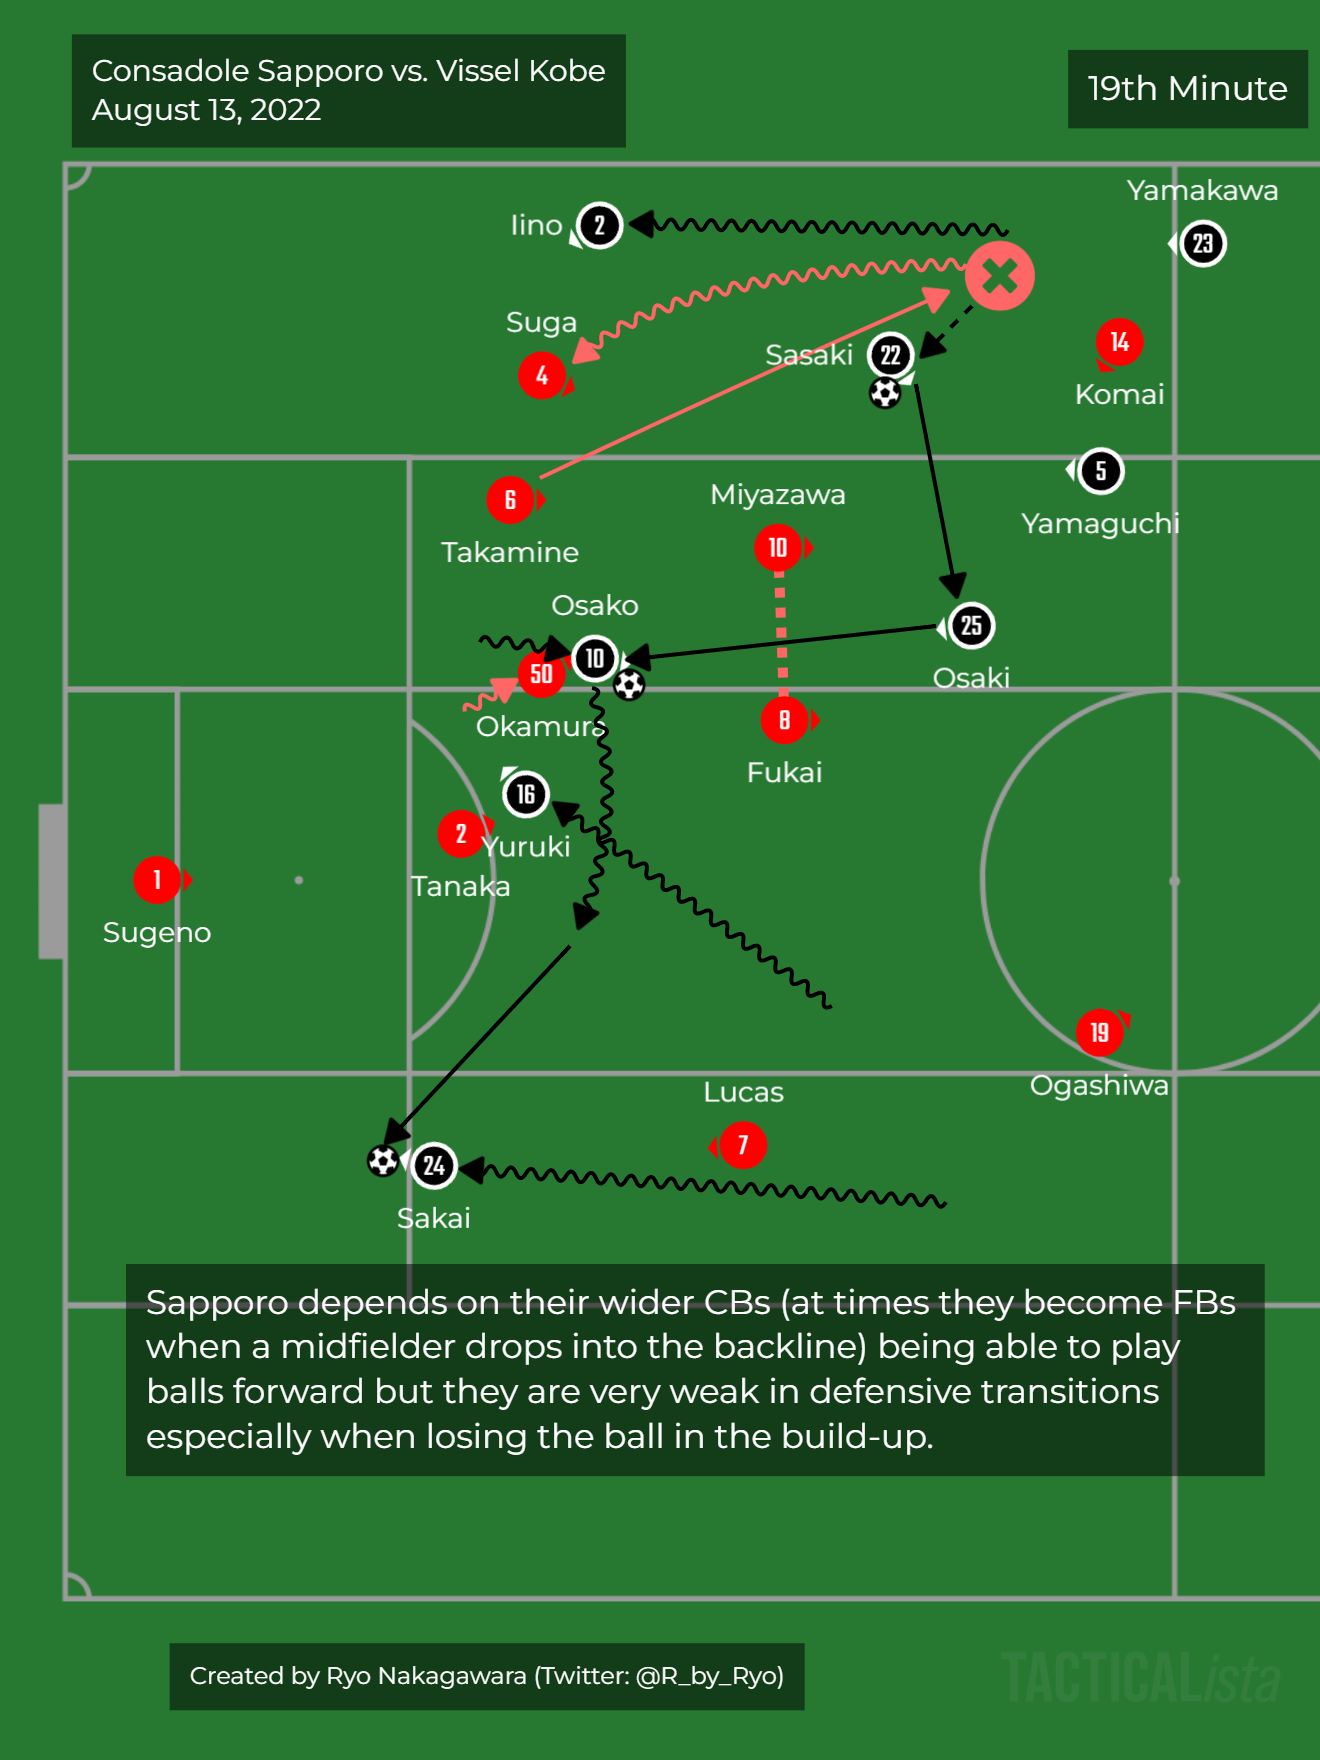 Consadole Sapporo vs. Vissel Kobe
August 13, 2022
19th Minute
Yamakawa
23
Iino
2
Suga
4
Sasaki
22
14
Komai
5
Yamaguchi
6
Takamine
Miyazawa
10
Osako
10
50
Okamura
25
Osaki
8
Fukai
16
Yuruki
2
Tanaka
1
Sugeno
19
Ogashiwa
Lucas
7
24
Sakai
Sapporo depends on their wider CBs (at times they become FBs
when a midfielder drops into the backline) being able to play
balls forward but they are very weak in defensive transitions
especially when losing the ball in the build-up.
Created by Ryo Nakagawara (Twitter: @R_by_Ryo)
TACTICALista